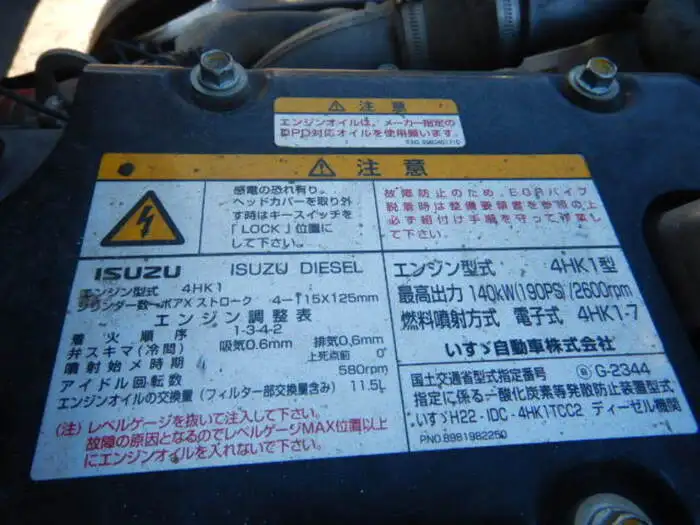 注意
エンジンオイルは、メーカー指定の
DPD対応オイルを使用願います。
注意
感電の恐れ有り。
ヘッドカバーを取り外
す時はキースイッチを
「LOCK」位置に
して下さい。
故障防止のため、EGRパイプ
脱着時は整備要領書を参照の上
必ず組付け手順を守って作業し
て下さい。
ISUZU ISUZU DIESEL
エンジン型式 4HK1
シリンダー数-ボアXストローク 4-115X125mm
エンジン調整表
着火順序 1-3-4-2
弁スキマ(冷間) 吸気0.6mm 排気0.6mm
噴射始メ時期 上死点前 0°
アイドル回転数 580rpm
エンジンオイルの交換量(フィルター部交換量含み) 11.5L
(注)レベルゲージを抜いて注入して下さい。
故障の原因となるのでレベルゲージMAX位置以上
にエンジンオイルを入れないで下さい。
エンジン型式 4HK1型
最高出力 140kW(190PS)/2600rpm
燃料噴射方式 電子式 4HK1-7
いすゞ自動車株式会社
国土交通省型式指定番号 G-2344
指定に係る一酸化炭素等発散防止装置型式
いすゞH22-IDC-4HK1TCC2 ディーゼル機関
PNO.8981982250